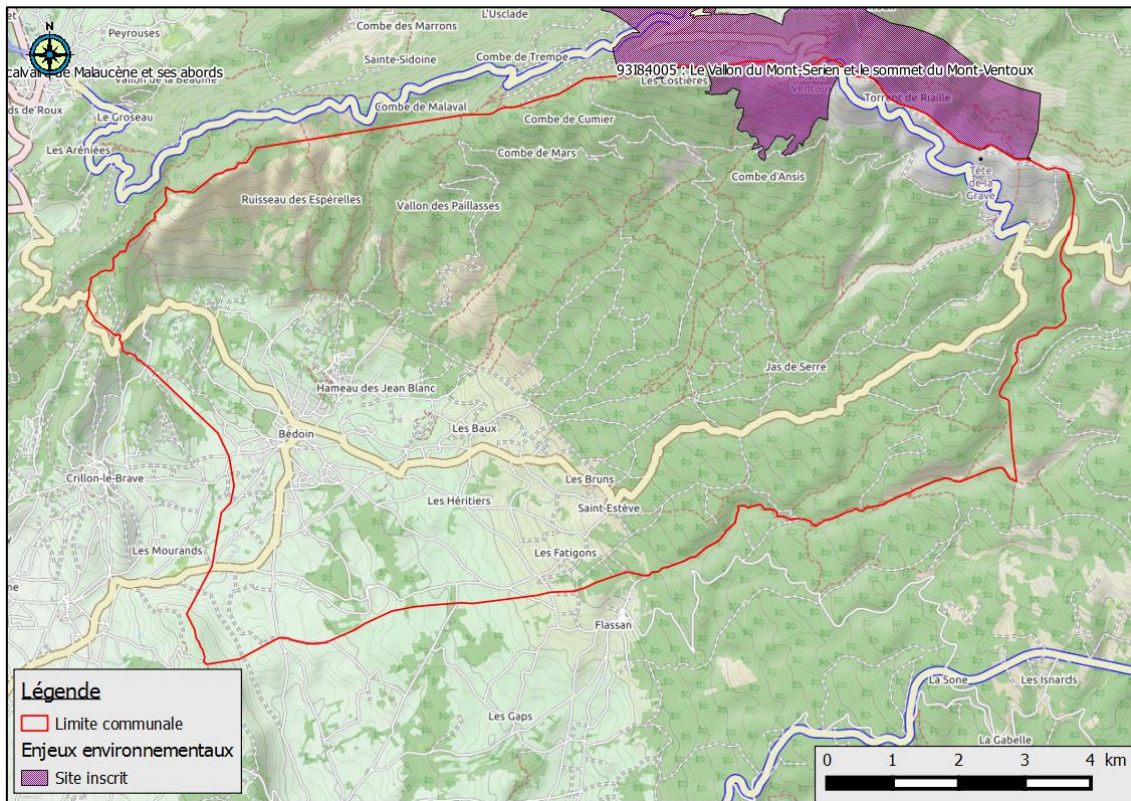 L'Usclade
Combe des Marrons
Peyrouses
N
Sainte-Sidoine
Combe de Trempe
calvaire de Malaucène et ses abords
Vallon de la Beaume
93I84005 : Le Vallon du Mont-Serien et le sommet du Mont-Ventoux
Les Costières
ds de Roux
Le Groseau
Combe de Malaval
Torrent de Riaille
Combe de Cumier
Les Aréniées
Combe de Mars
Combe d'Ansis
Tête
de la
Grave
Ruisseau des Espérelles
Vallon des Paillasses
Jas de Serre
Hameau des Jean Blanc
Les Baux
Bédoin
Crillon-le-Brave
Les Bruns
Les Héritiers
Saint-Estève
Les Mourands
Les Fatigons
Flassan
La Sone
Les Isnards
Les Gaps
La Gabelle
Légende
Limite communale
Enjeux environnementaux
Site inscrit
0 1 2 3 4 km